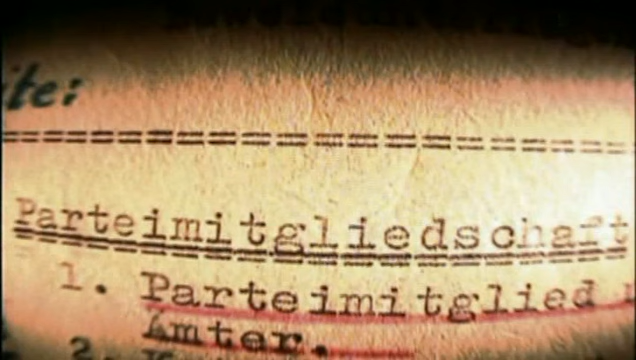 ite:
==============================
Parteimitgliedschaft
1. Parteimitglied
Ämter.
2.